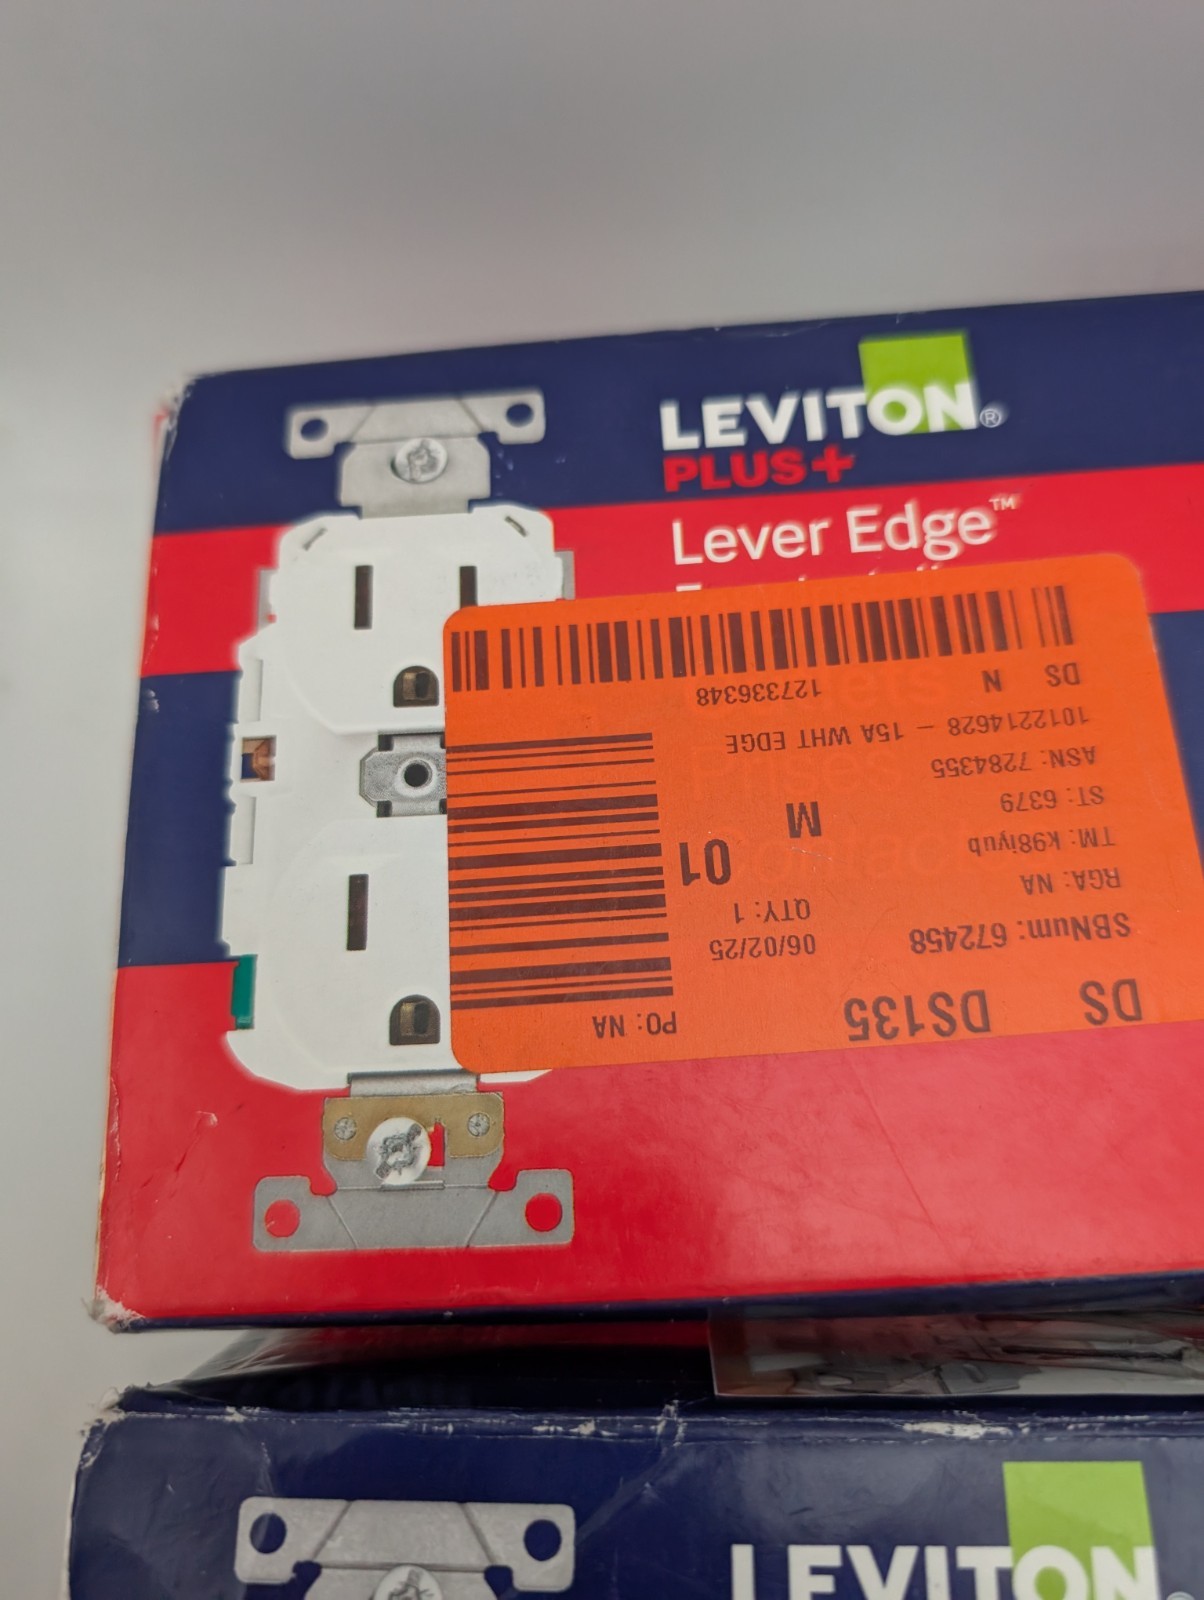 LEVITON®
PLUS+
Lever Edge™
DS DS135 PO: NA
SBNum: 672458 06/02/25
RGA: NA QTY: 1
TM: k98iyub 01
ST: 6379 M
ASN: 7284355
1012214628 - 15A WHT EDGE
DS N 127336348
LEVITON